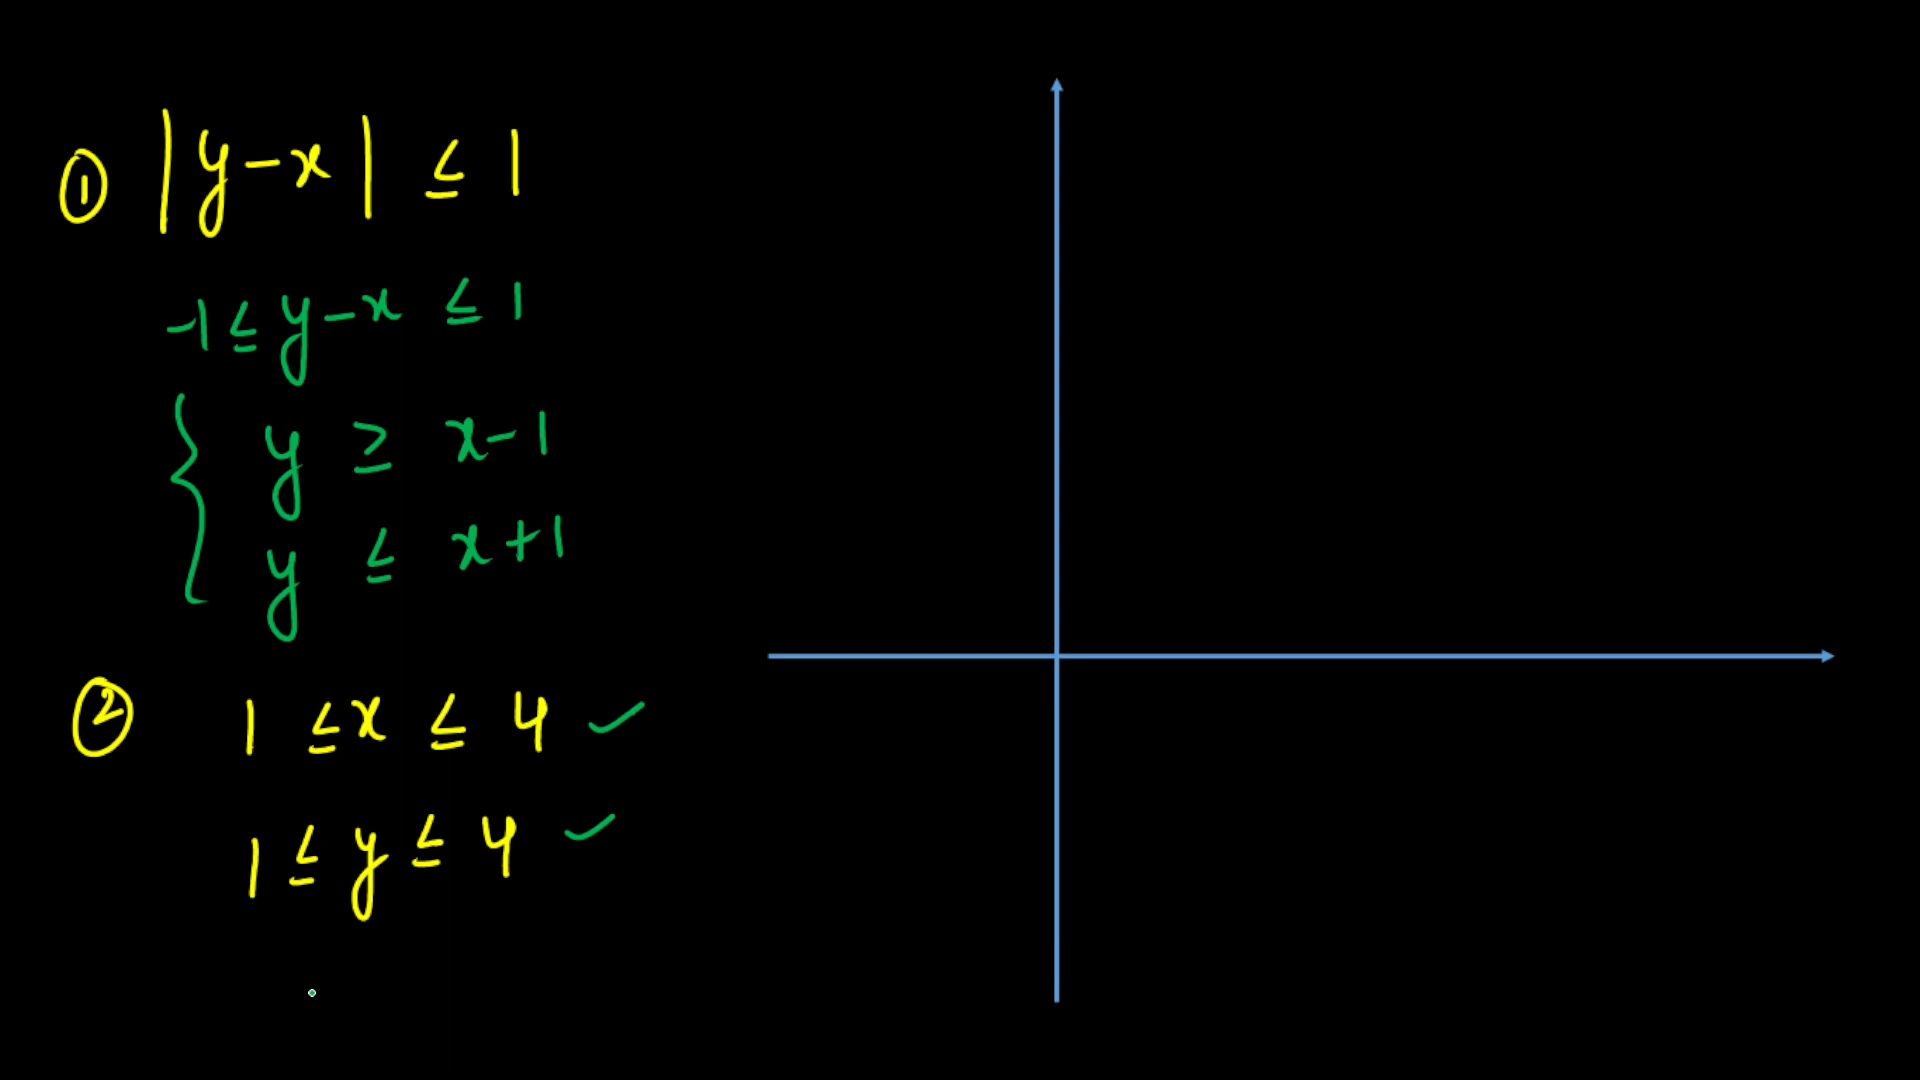 ① |y-x| ≤ 1
-1 ≤ y-x ≤ 1
{ y ≥ x-1
y ≤ x+1
② 1 ≤ x ≤ 4 ✓
1 ≤ y ≤ 4 ✓